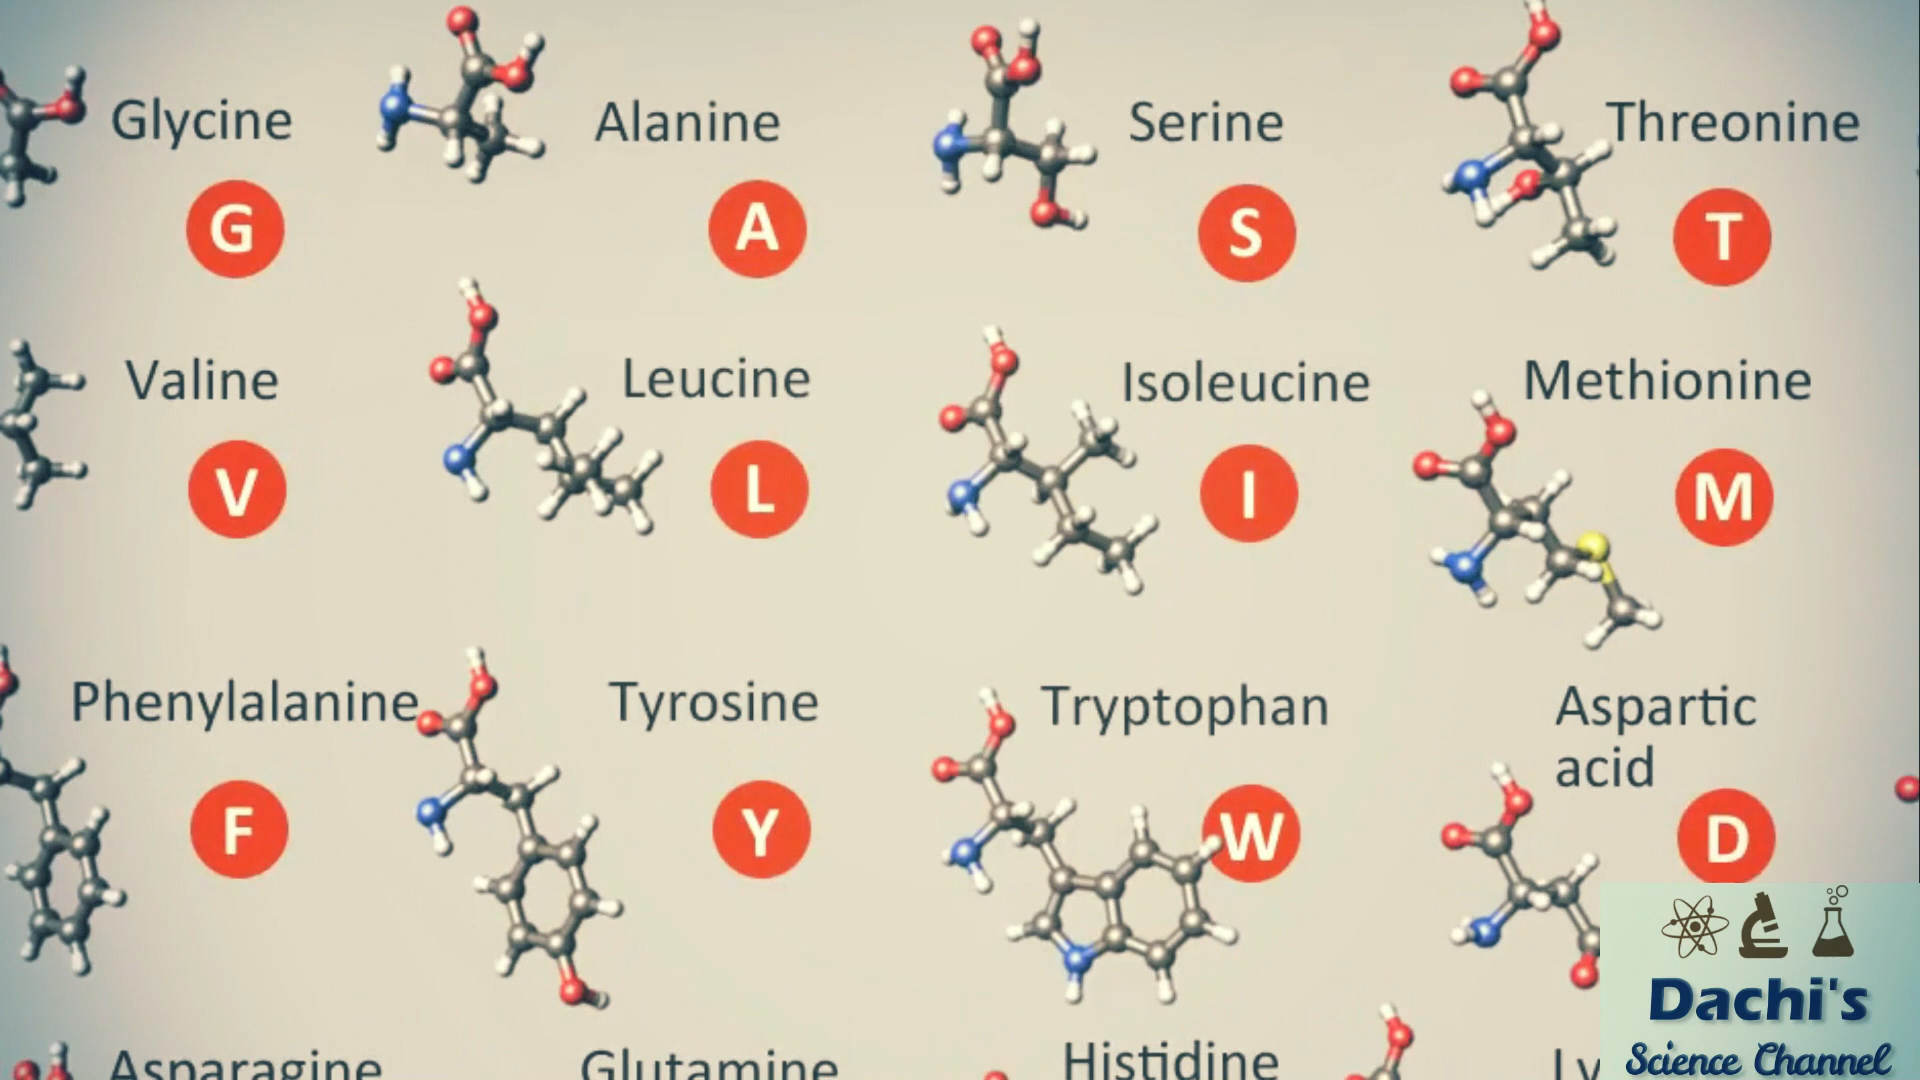 Glycine
Alanine
Serine
Threonine
G
A
S
T
Valine
Leucine
Isoleucine
Methionine
V
L
I
M
Phenylalanine
Tyrosine
Tryptophan
Aspartic
acid
F
Y
W
D
Asparagine
Glutamine
Histidine
Ly
Dachi's
Science Channel